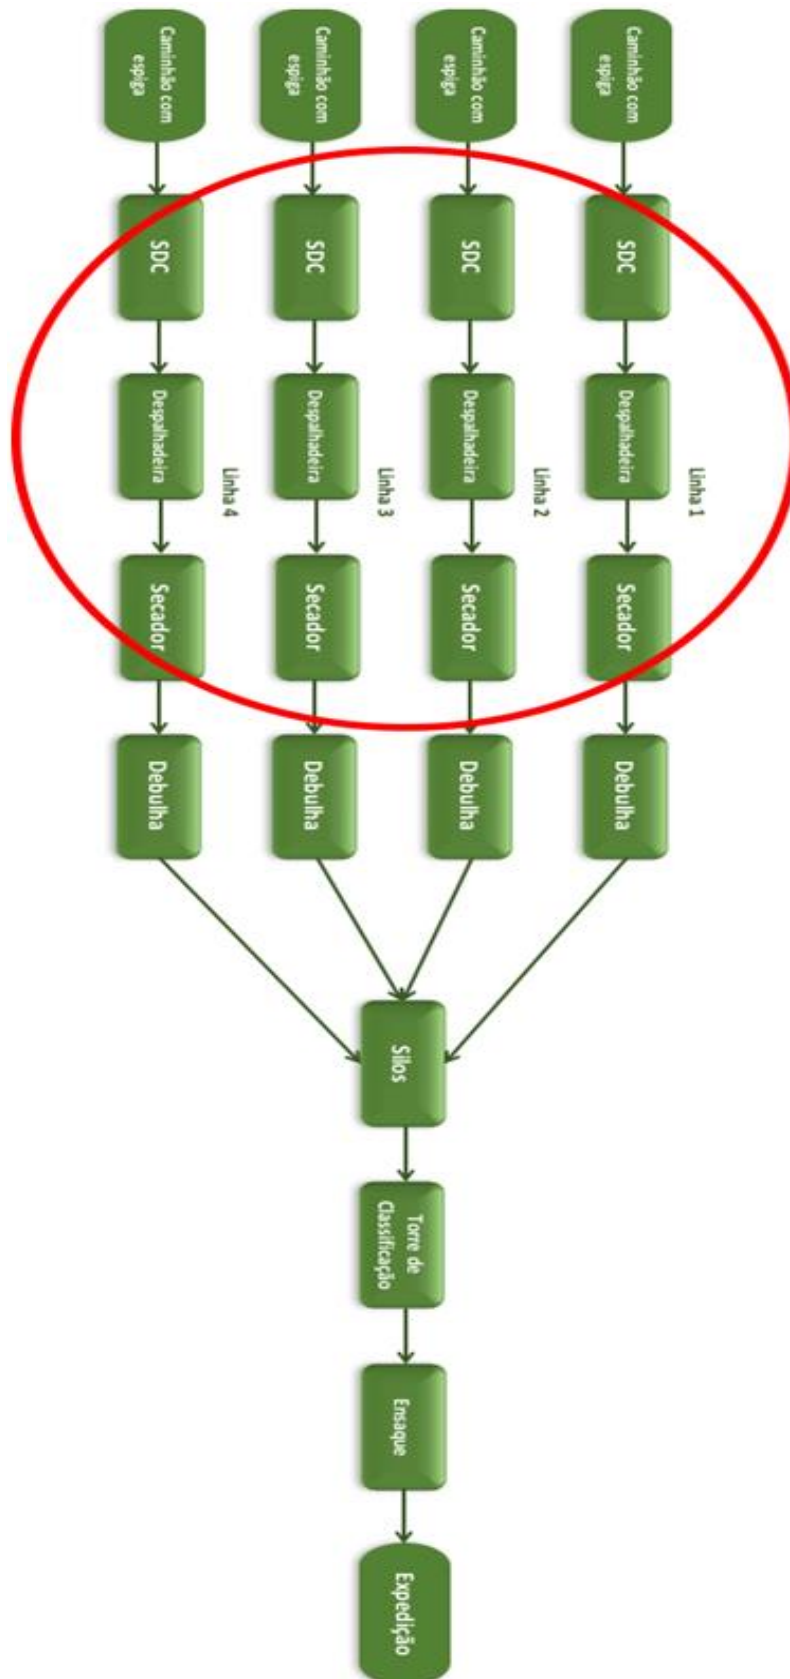 Linha 1
Caminhão com
espiga
SDC
Despalhadeira
Secador
Debulha
Linha 2
Caminhão com
espiga
SDC
Despalhadeira
Secador
Debulha
Linha 3
Caminhão com
espiga
SDC
Despalhadeira
Secador
Debulha
Linha 4
Caminhão com
espiga
SDC
Despalhadeira
Secador
Debulha
Silos
Torre de
Classificação
Ensaque
Expedição